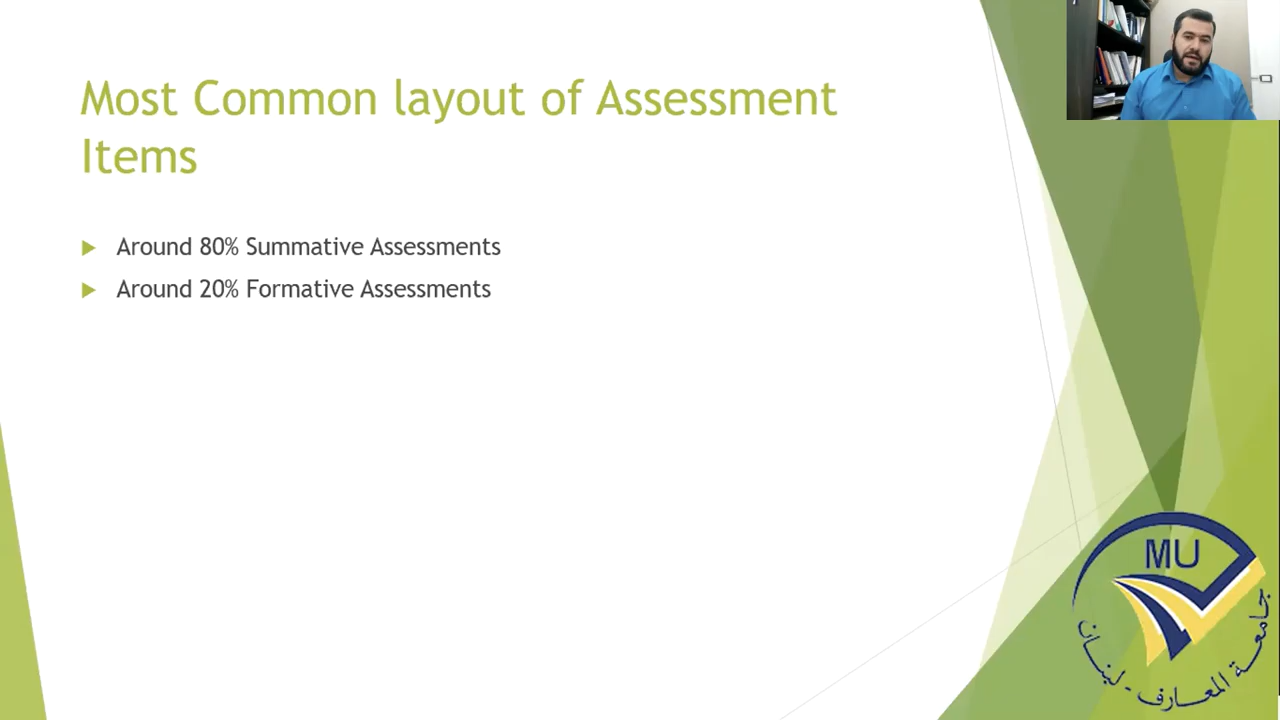 Most Common layout of Assessment
Items
Around 80% Summative Assessments
Around 20% Formative Assessments
MU
جامعة المعارف - لبنان